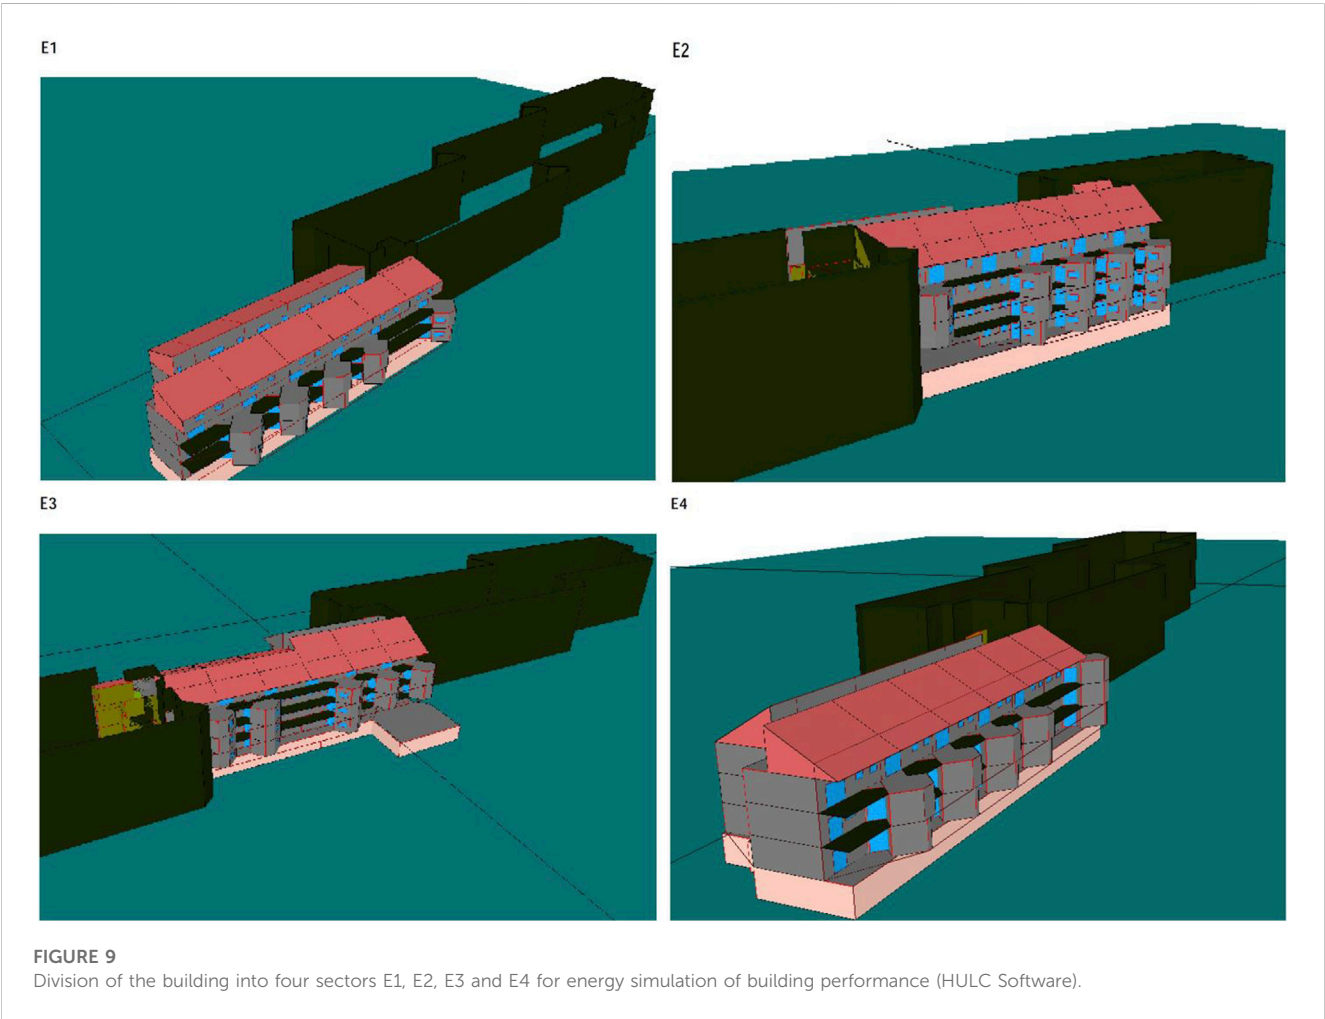 E1
E2
E3
E4
FIGURE 9
Division of the building into four sectors E1, E2, E3 and E4 for energy simulation of building performance (HULC Software).